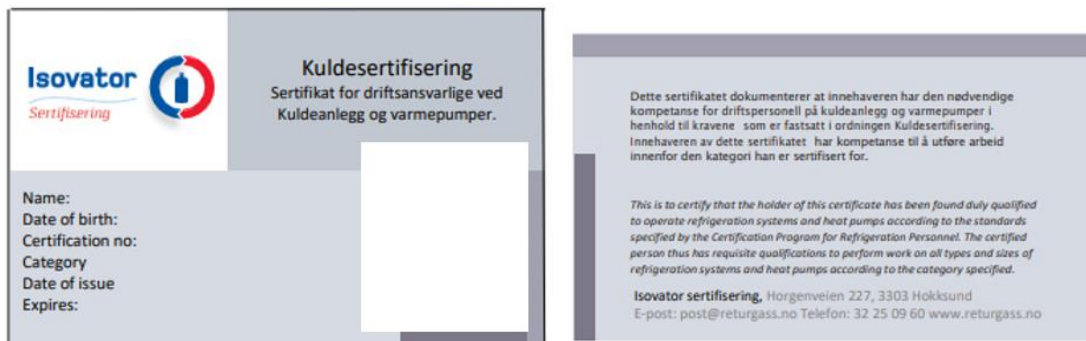 Isovator
Sertifisering
Kuldesertifisering
Sertifikat for driftsansvarlige ved
Kuldeanlegg og varmepumper.
Name:
Date of birth:
Certification no:
Category
Date of issue
Expires:
Dette sertifikatet dokumenterer at innehaveren har den nødvendige
kompetanse for driftspersonell på kuldeanlegg og varmepumper i
henhold til kravene som er fastsatt i ordningen Kuldesertifisering.
Innehaveren av dette sertifikatet har kompetanse til å utføre arbeid
innenfor den kategori han er sertifisert for.
This is to certify that the holder of this certificate has been found duly qualified
to operate refrigeration systems and heat pumps according to the standards
specified by the Certification Program for Refrigeration Personnel. The certified
person thus has requisite qualifications to perform work on all types and sizes of
refrigeration systems and heat pumps according to the category specified.
Isovator sertifisering, Horgenveien 227, 3303 Hokksund
E-post: post@returgass.no Telefon: 32 25 09 60 www.returgass.no